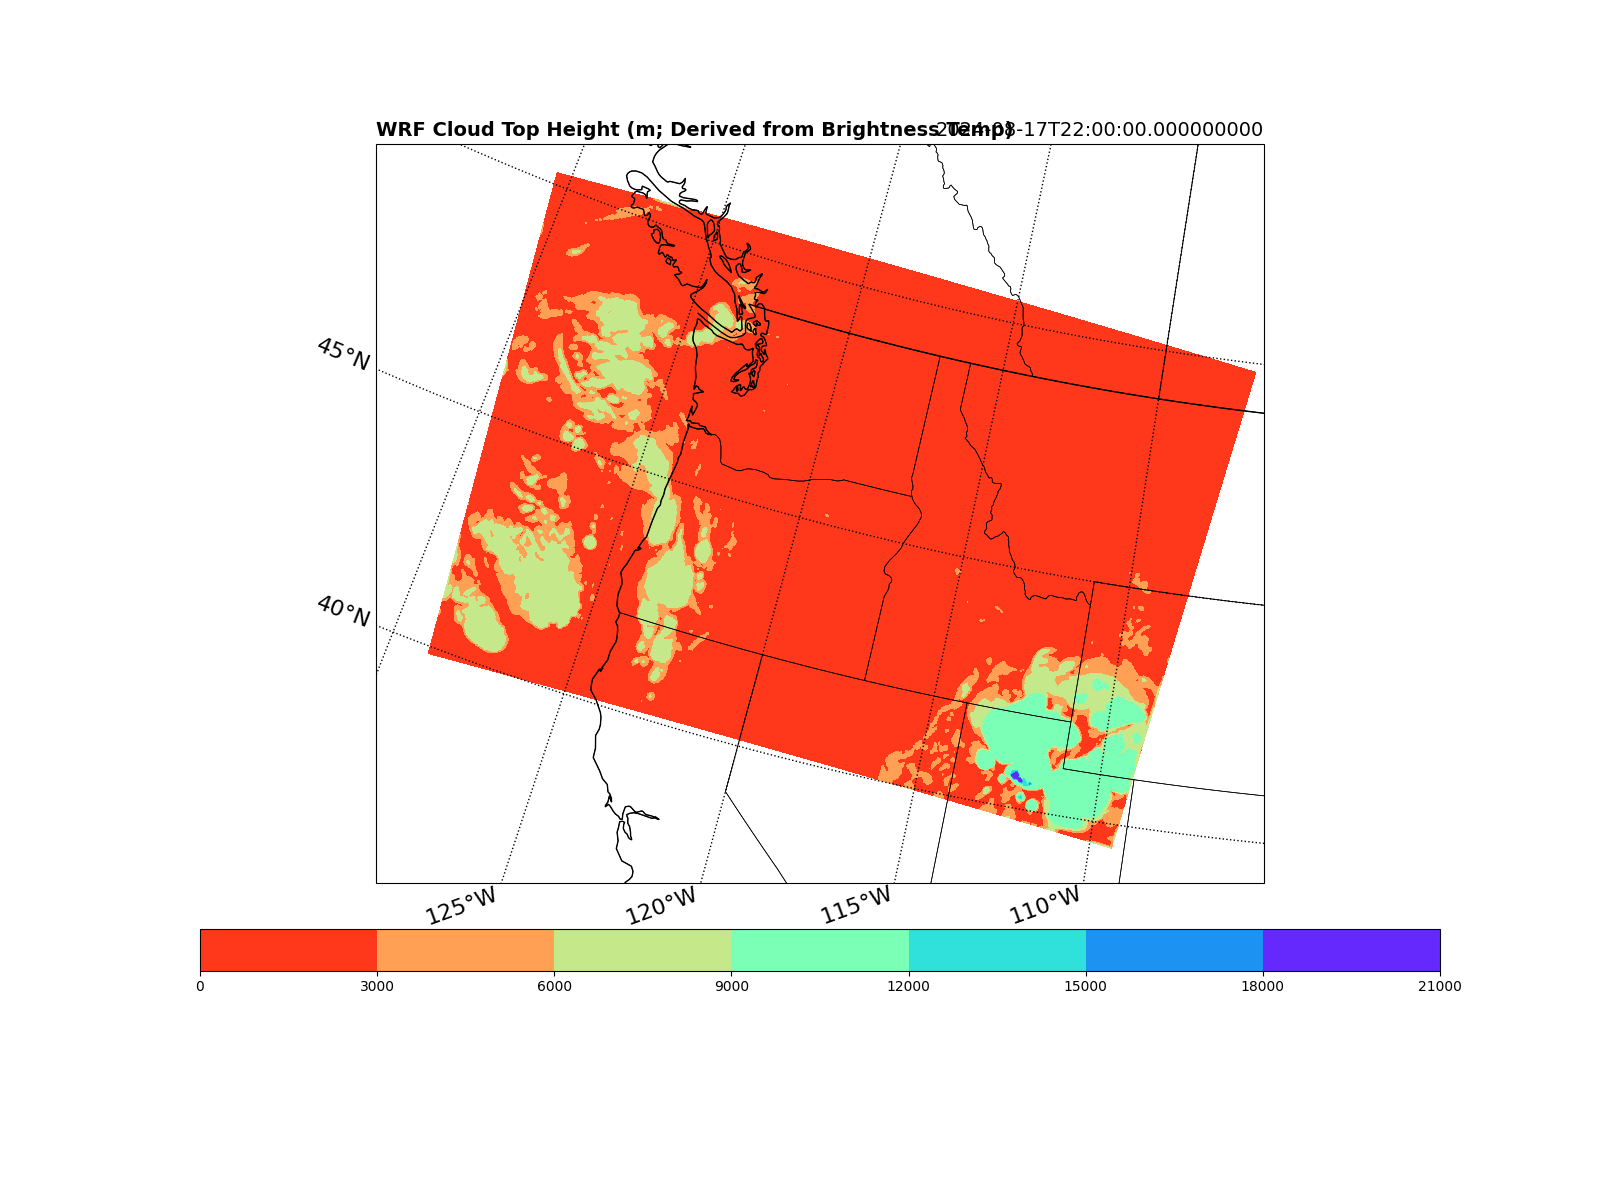 WRF Cloud Top Height (m; Derived from Brightness Temp) 2024-08-17T22:00:00.000000000
45°N
40°N
125°W 120°W 115°W 110°W
0 3000 6000 9000 12000 15000 18000 21000